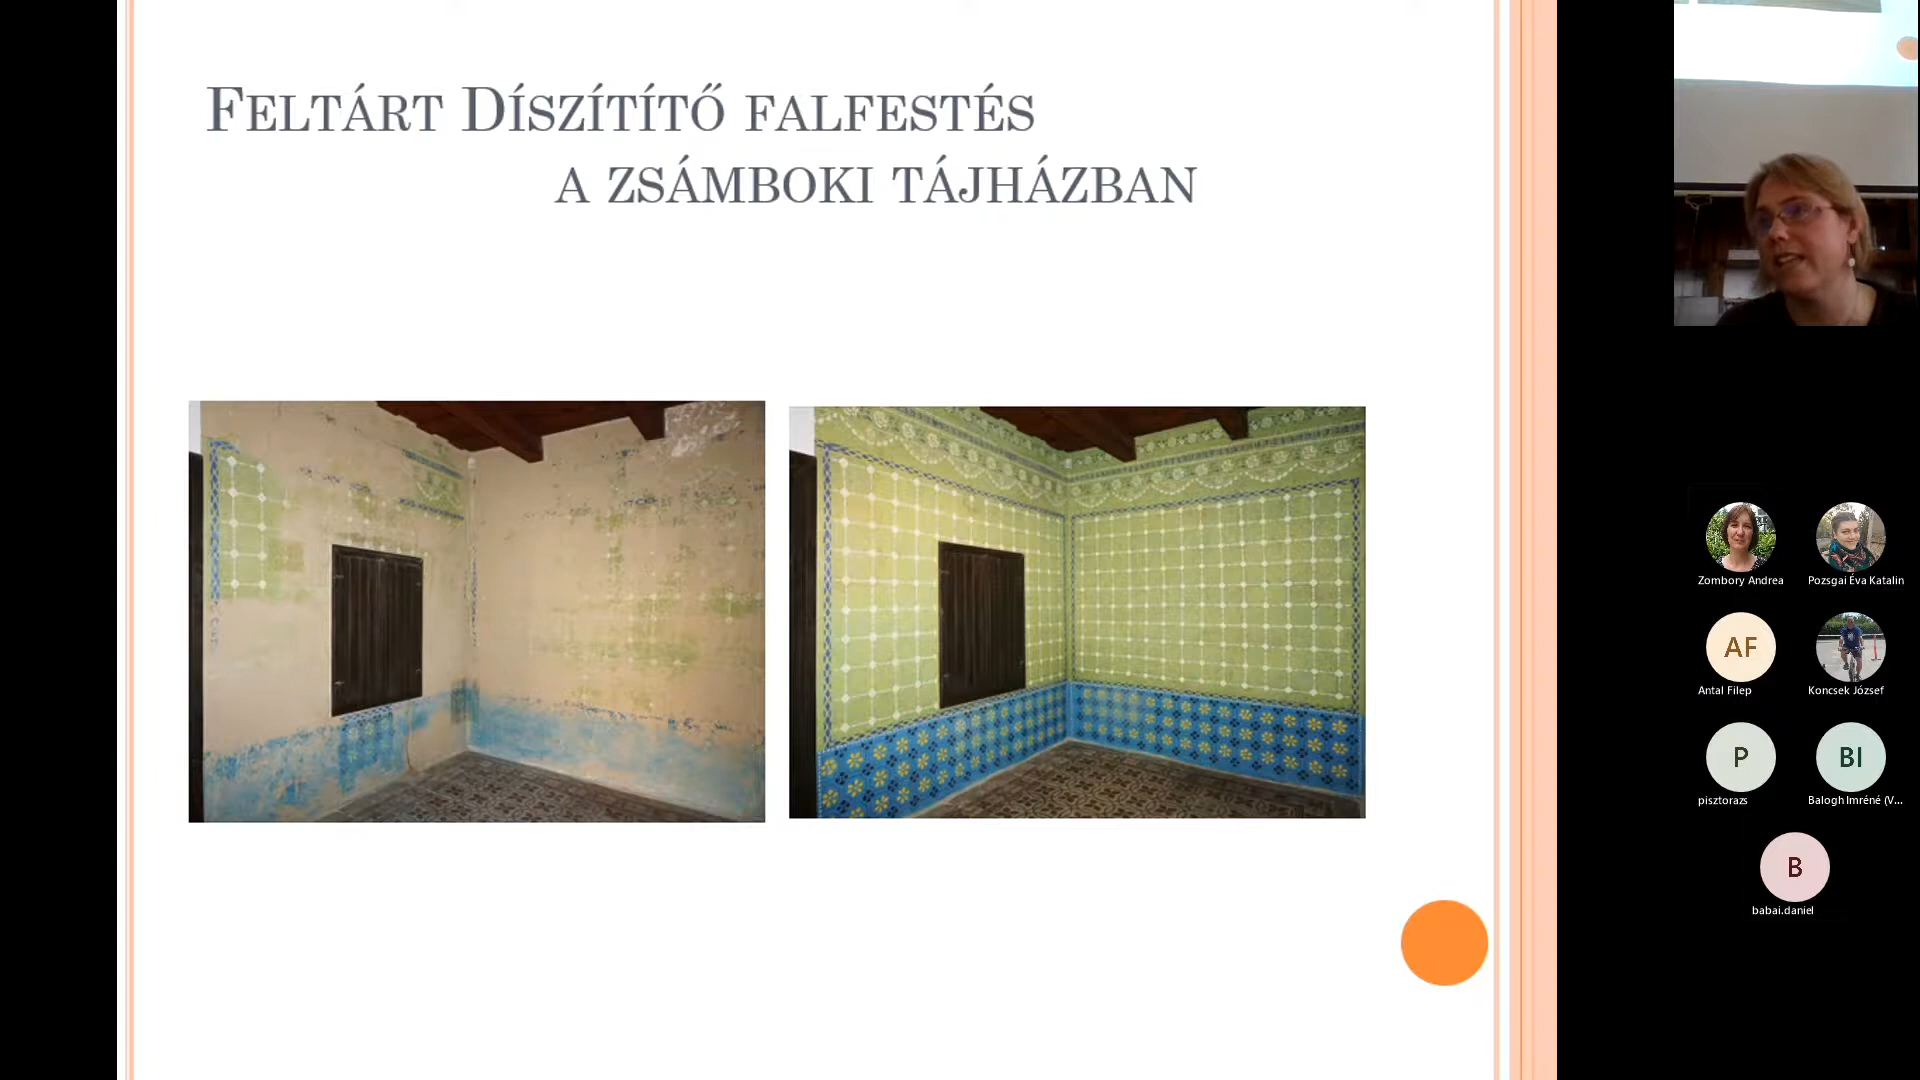 Feltárt Díszítítő falfestés
a zsámboki tájházban
Zombory Andrea
Pozsgai Éva Katalin
AF
Antal Filep
Koncsek József
P
pisztorazs
BI
Balogh Imréné (V...
B
babai.daniel